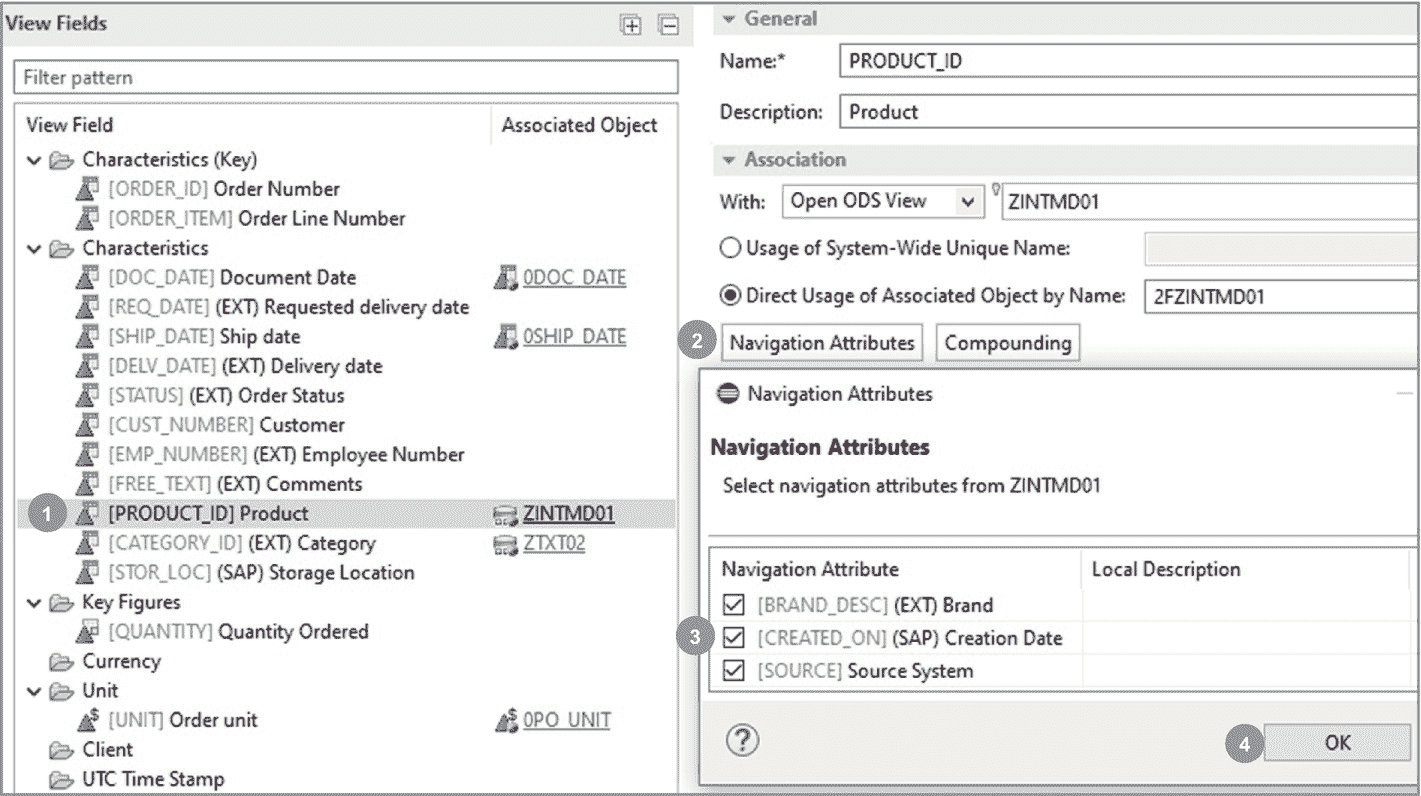 View Fields
Filter pattern
View Field Associated Object
Characteristics (Key)
[ORDER_ID] Order Number
[ORDER_ITEM] Order Line Number
Characteristics
[DOC_DATE] Document Date 0DOC_DATE
[REQ_DATE] (EXT) Requested delivery date
[SHIP_DATE] Ship date 0SHIP_DATE
[DELV_DATE] (EXT) Delivery date
[STATUS] (EXT) Order Status
[CUST_NUMBER] Customer
[EMP_NUMBER] (EXT) Employee Number
[FREE_TEXT] (EXT) Comments
1 [PRODUCT_ID] Product ZINTMD01
[CATEGORY_ID] (EXT) Category ZTXT02
[STOR_LOC] (SAP) Storage Location
Key Figures
[QUANTITY] Quantity Ordered
Currency
Unit
[UNIT] Order unit 0PO_UNIT
Client
UTC Time Stamp
General
Name:* PRODUCT_ID
Description: Product
Association
With: Open ODS View ZINTMD01
Usage of System-Wide Unique Name:
Direct Usage of Associated Object by Name: 2FZINTMD01
2 Navigation Attributes Compounding
Navigation Attributes
Navigation Attributes
Select navigation attributes from ZINTMD01
Navigation Attribute Local Description
[BRAND_DESC] (EXT) Brand
3 [CREATED_ON] (SAP) Creation Date
[SOURCE] Source System
? 4 OK